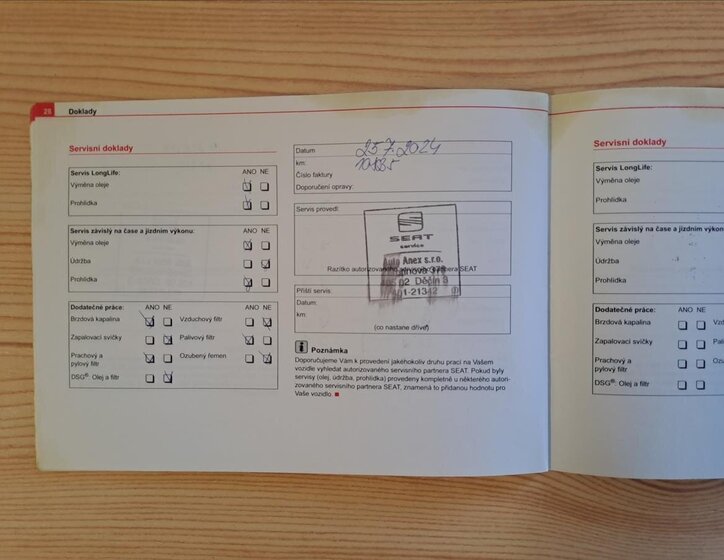 28 Doklady
Servisní doklady
Servis LongLife: ANO NE
Výměna oleje
Prohlídka
Servis závislý na čase a jízdním výkonu:
Výměna oleje
Údržba
Prohlídka
Dodatečné práce: ANO NE ANO NE
Brzdová kapalina Vzduchový filtr
Zapalovací svíčky Palivový filtr
Prachový a
pylový filtr Ozubený řemen
DSG®: Olej a filtr
Datum 25.7.2024
km:
Číslo faktury
Doporučení opravy:
Servis provedl:
SEAT
service
Auto Anex s.r.o.
Razítko autorizovaného servisního partnera SEAT
Děčín
Příští servis
Datum:
km:
(co nastane dříve)
Poznámka
Doporučujeme Vám k provedení jakéhokoliv druhu prací na Vašem
vozidle vyhledat autorizovaného servisního partnera SEAT. Pokud byly
servisy (olej, údržba, prohlídka) provedeny kompletně u některého autori-
zovaného servisního partnera SEAT, znamená to přidanou hodnotu pro
Vaše vozidlo.
Servisní doklady
Servis LongLife:
Výměna oleje
Prohlídka
Servis závislý na čase a jízdním výkonu
Výměna oleje
Údržba
Prohlídka
Dodatečné práce: ANO NE
Brzdová kapalina
Zapalovací svíčky
Prachový a
pylový filtr
DSG®: Olej a filtr